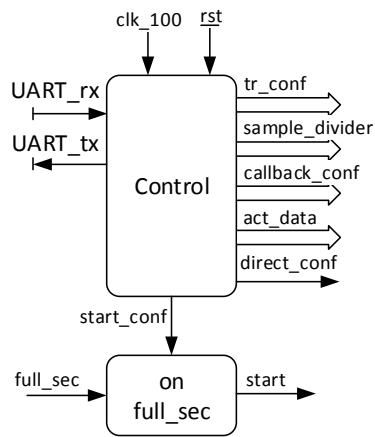 clk_100 rst
UART_rx
tr_conf
sample_divider
UART_tx
callback_conf
Control
act_data
direct_conf
start_conf
full_sec
on
full_sec
start